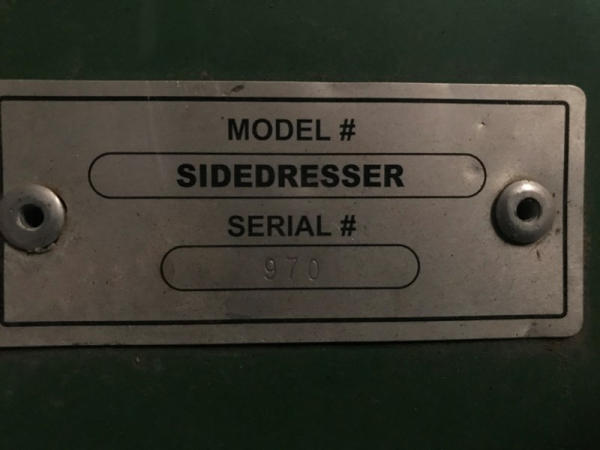 MODEL #
SIDEDRESSER
SERIAL #
970